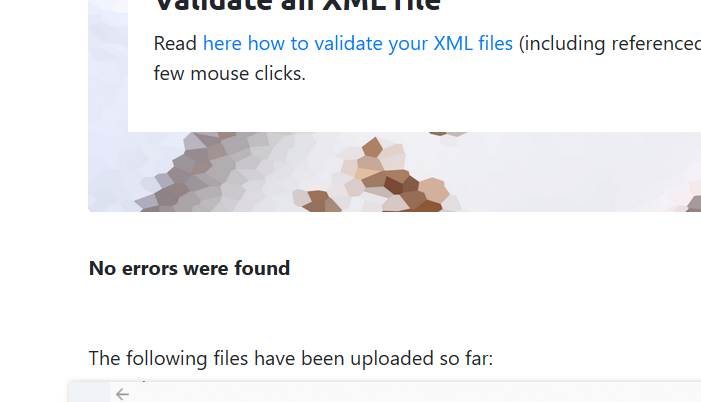 Validate an XML file
Read here how to validate your XML files (including referenced
few mouse clicks.
No errors were found
The following files have been uploaded so far: